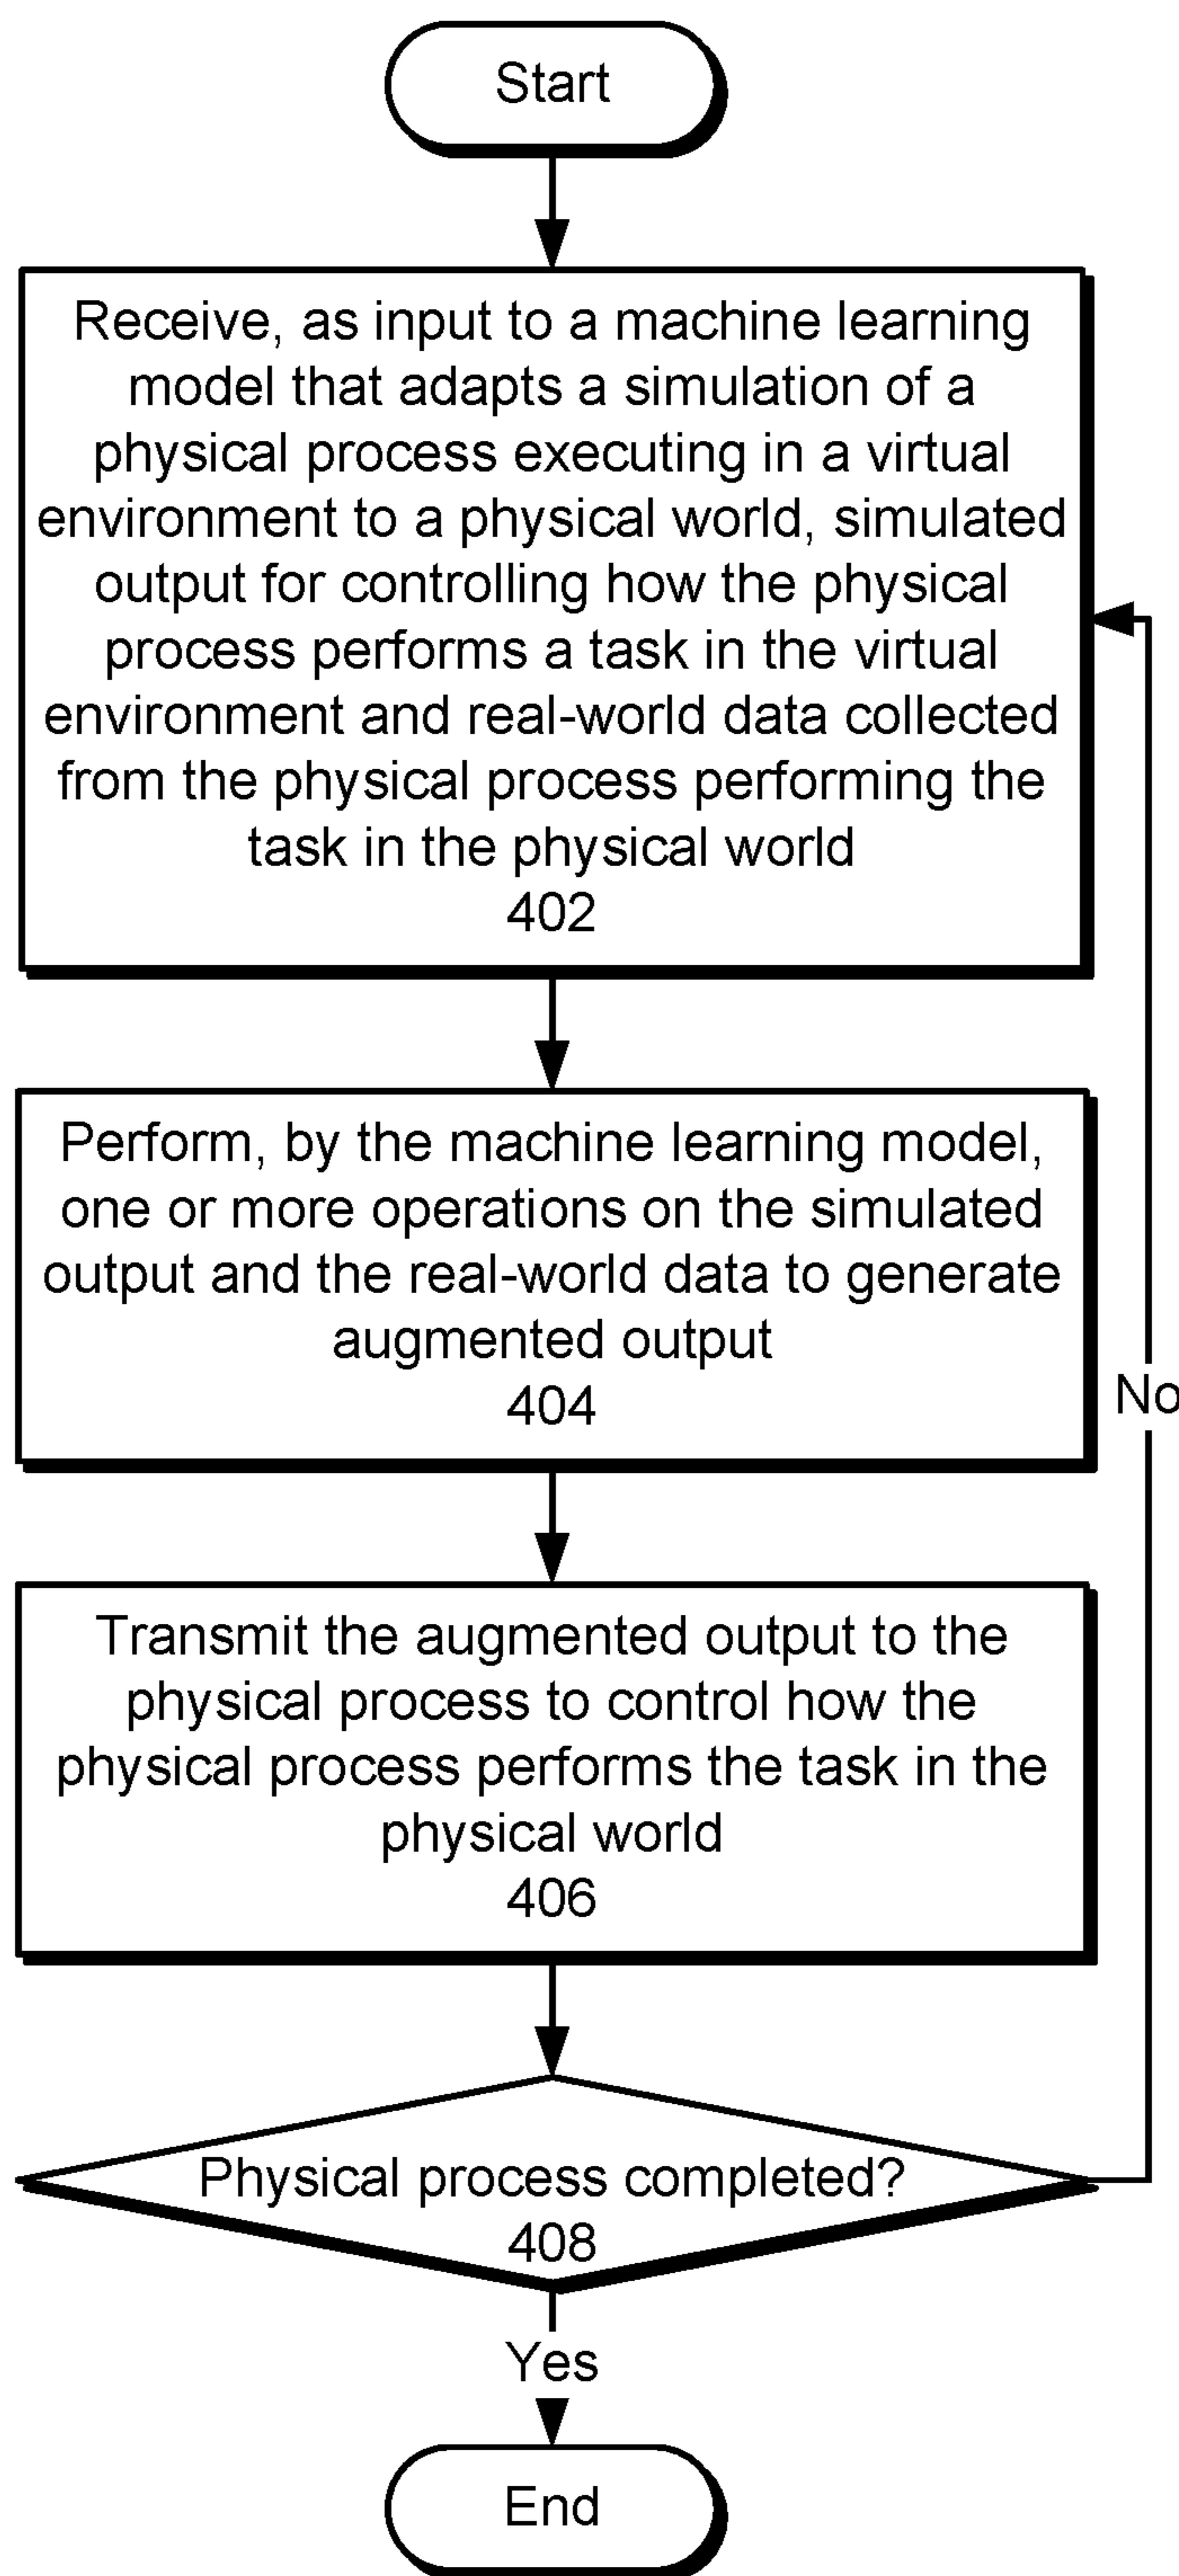 Start
Receive, as input to a machine learning
model that adapts a simulation of a
physical process executing in a virtual
environment to a physical world, simulated
output for controlling how the physical
process performs a task in the virtual
environment and real-world data collected
from the physical process performing the
task in the physical world
402
Perform, by the machine learning model,
one or more operations on the simulated
output and the real-world data to generate
augmented output
404
No
Transmit the augmented output to the
physical process to control how the
physical process performs the task in the
physical world
406
Physical process completed?
408
Yes
End